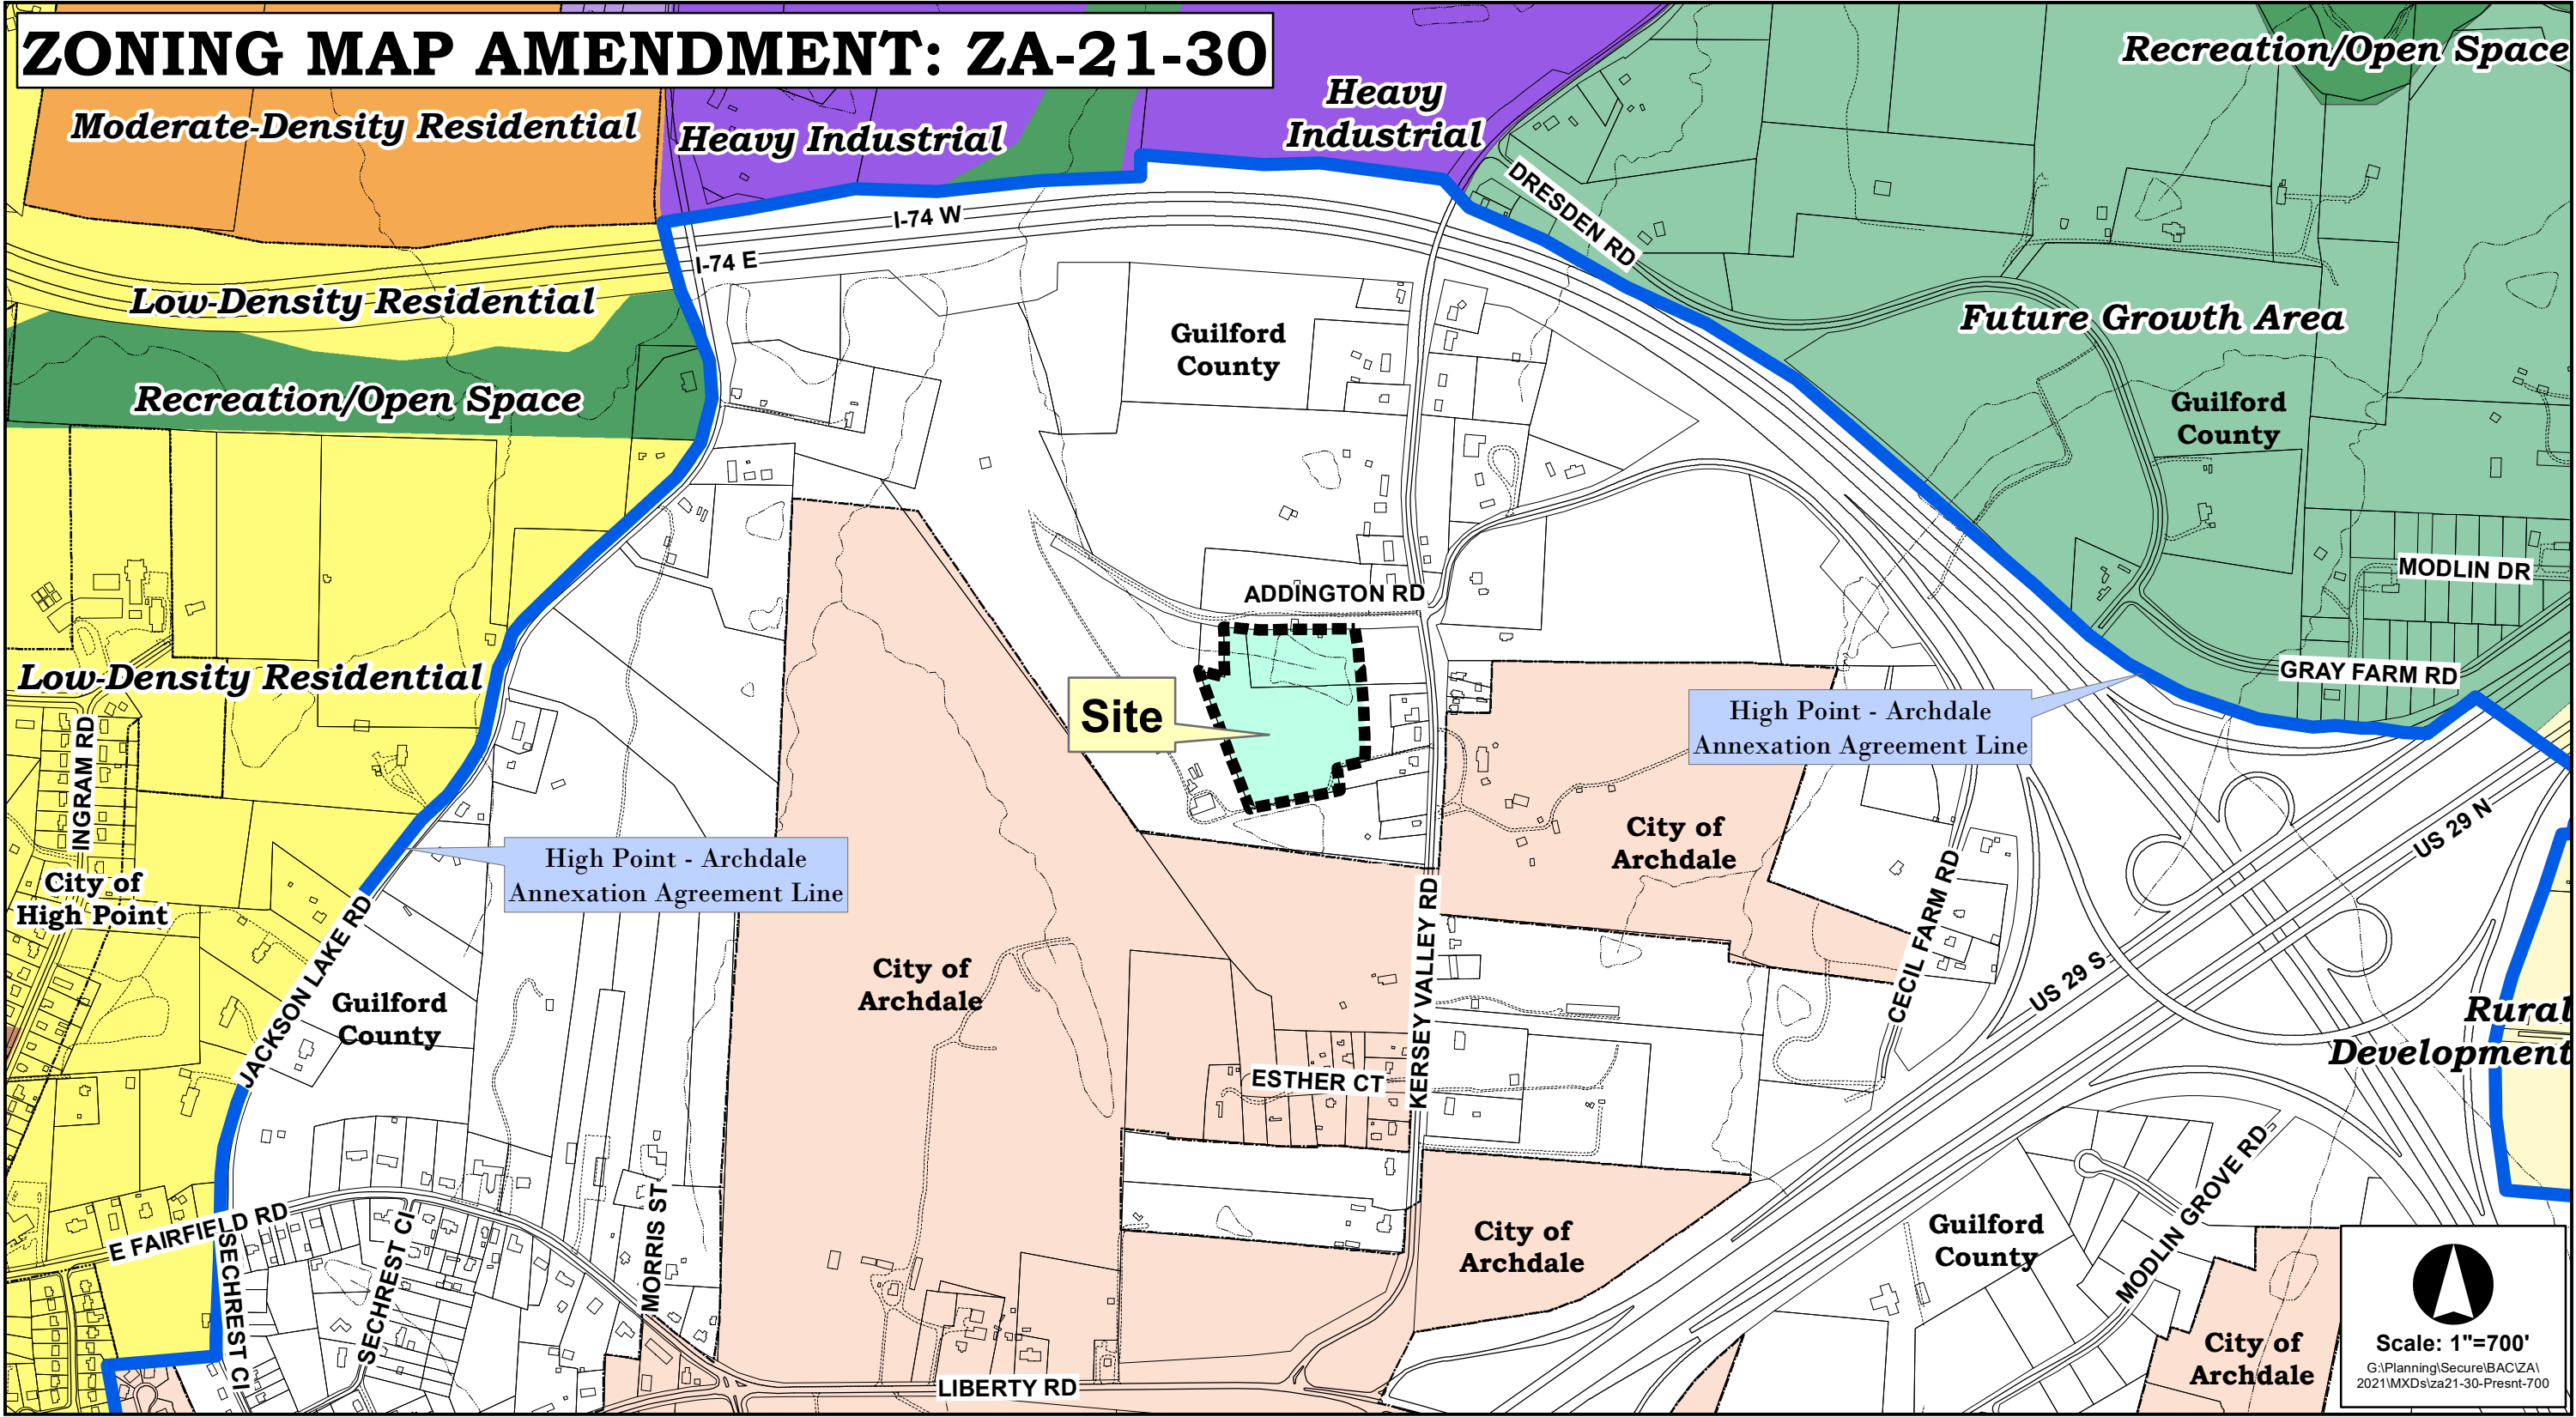 ZONING MAP AMENDMENT: ZA-21-30
Recreation/Open Space
Moderate-Density Residential
Heavy Industrial
Heavy
Industrial
DRESDEN RD
I-74 W
I-74 E
Low-Density Residential
Future Growth Area
Guilford
County
Recreation/Open Space
Guilford
County
MODLIN DR
ADDINGTON RD
Low-Density Residential
GRAY FARM RD
Site
High Point - Archdale
Annexation Agreement Line
INGRAM RD
US 29 N
High Point - Archdale
Annexation Agreement Line
City of
Archdale
City of
High Point
CECIL FARM RD
KERSEY VALLEY RD
JACKSON LAKE RD
City of
Archdale
US 29 S
Guilford
County
Rural
Development
ESTHER CT
MODLIN GROVE RD
E FAIRFIELD RD
MORRIS ST
SECHREST CI
SECHREST CI
City of
Archdale
Guilford
County
City of
Archdale
LIBERTY RD
Scale: 1"=700'
G:\Planning\Secure\BAC\ZA\
2021\MXDs\za21-30-Presnt-700